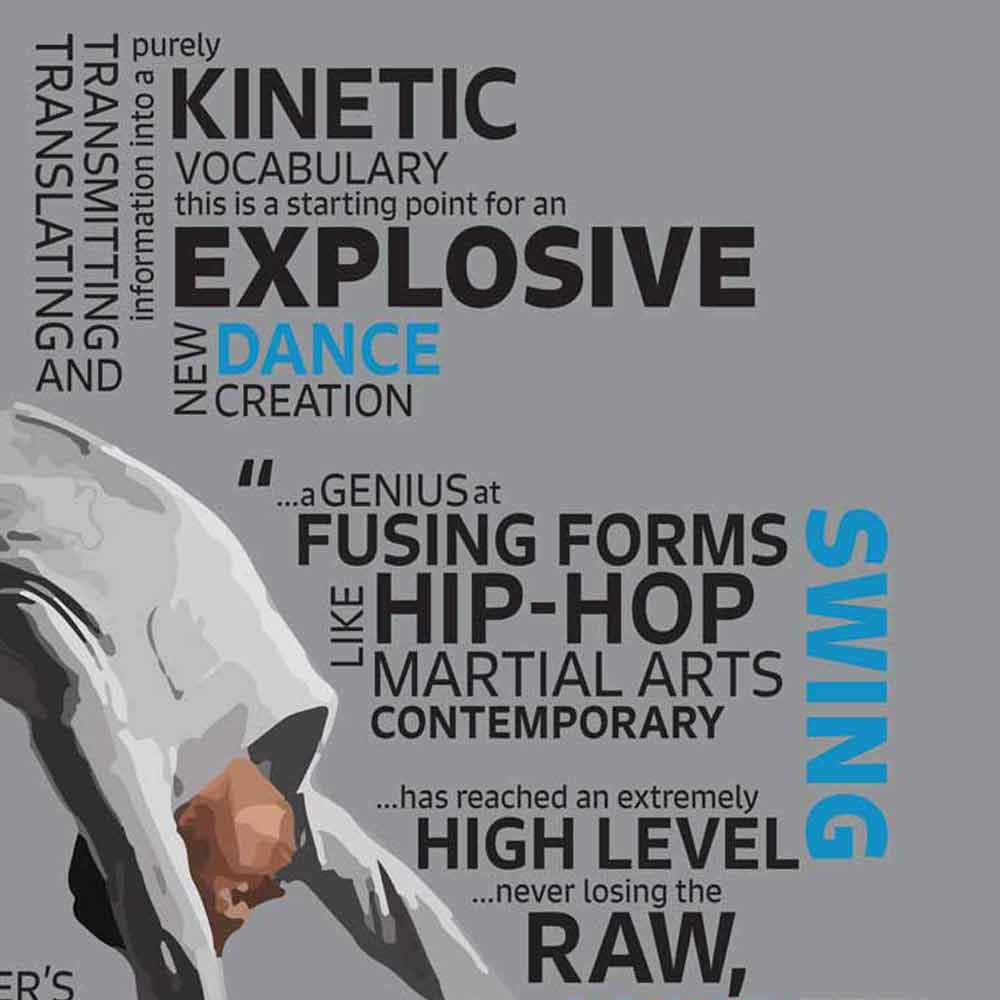 TRANSLATING
TRANSMITTING
AND
information into a
purely
KINETIC
VOCABULARY
this is a starting point for an
EXPLOSIVE
NEW
DANCE
CREATION
“...a GENIUS at
FUSING FORMS
LIKE
HIP-HOP
MARTIAL ARTS
CONTEMPORARY
SWING
...has reached an extremely
HIGH LEVEL
...never losing the
RAW,
ER'S